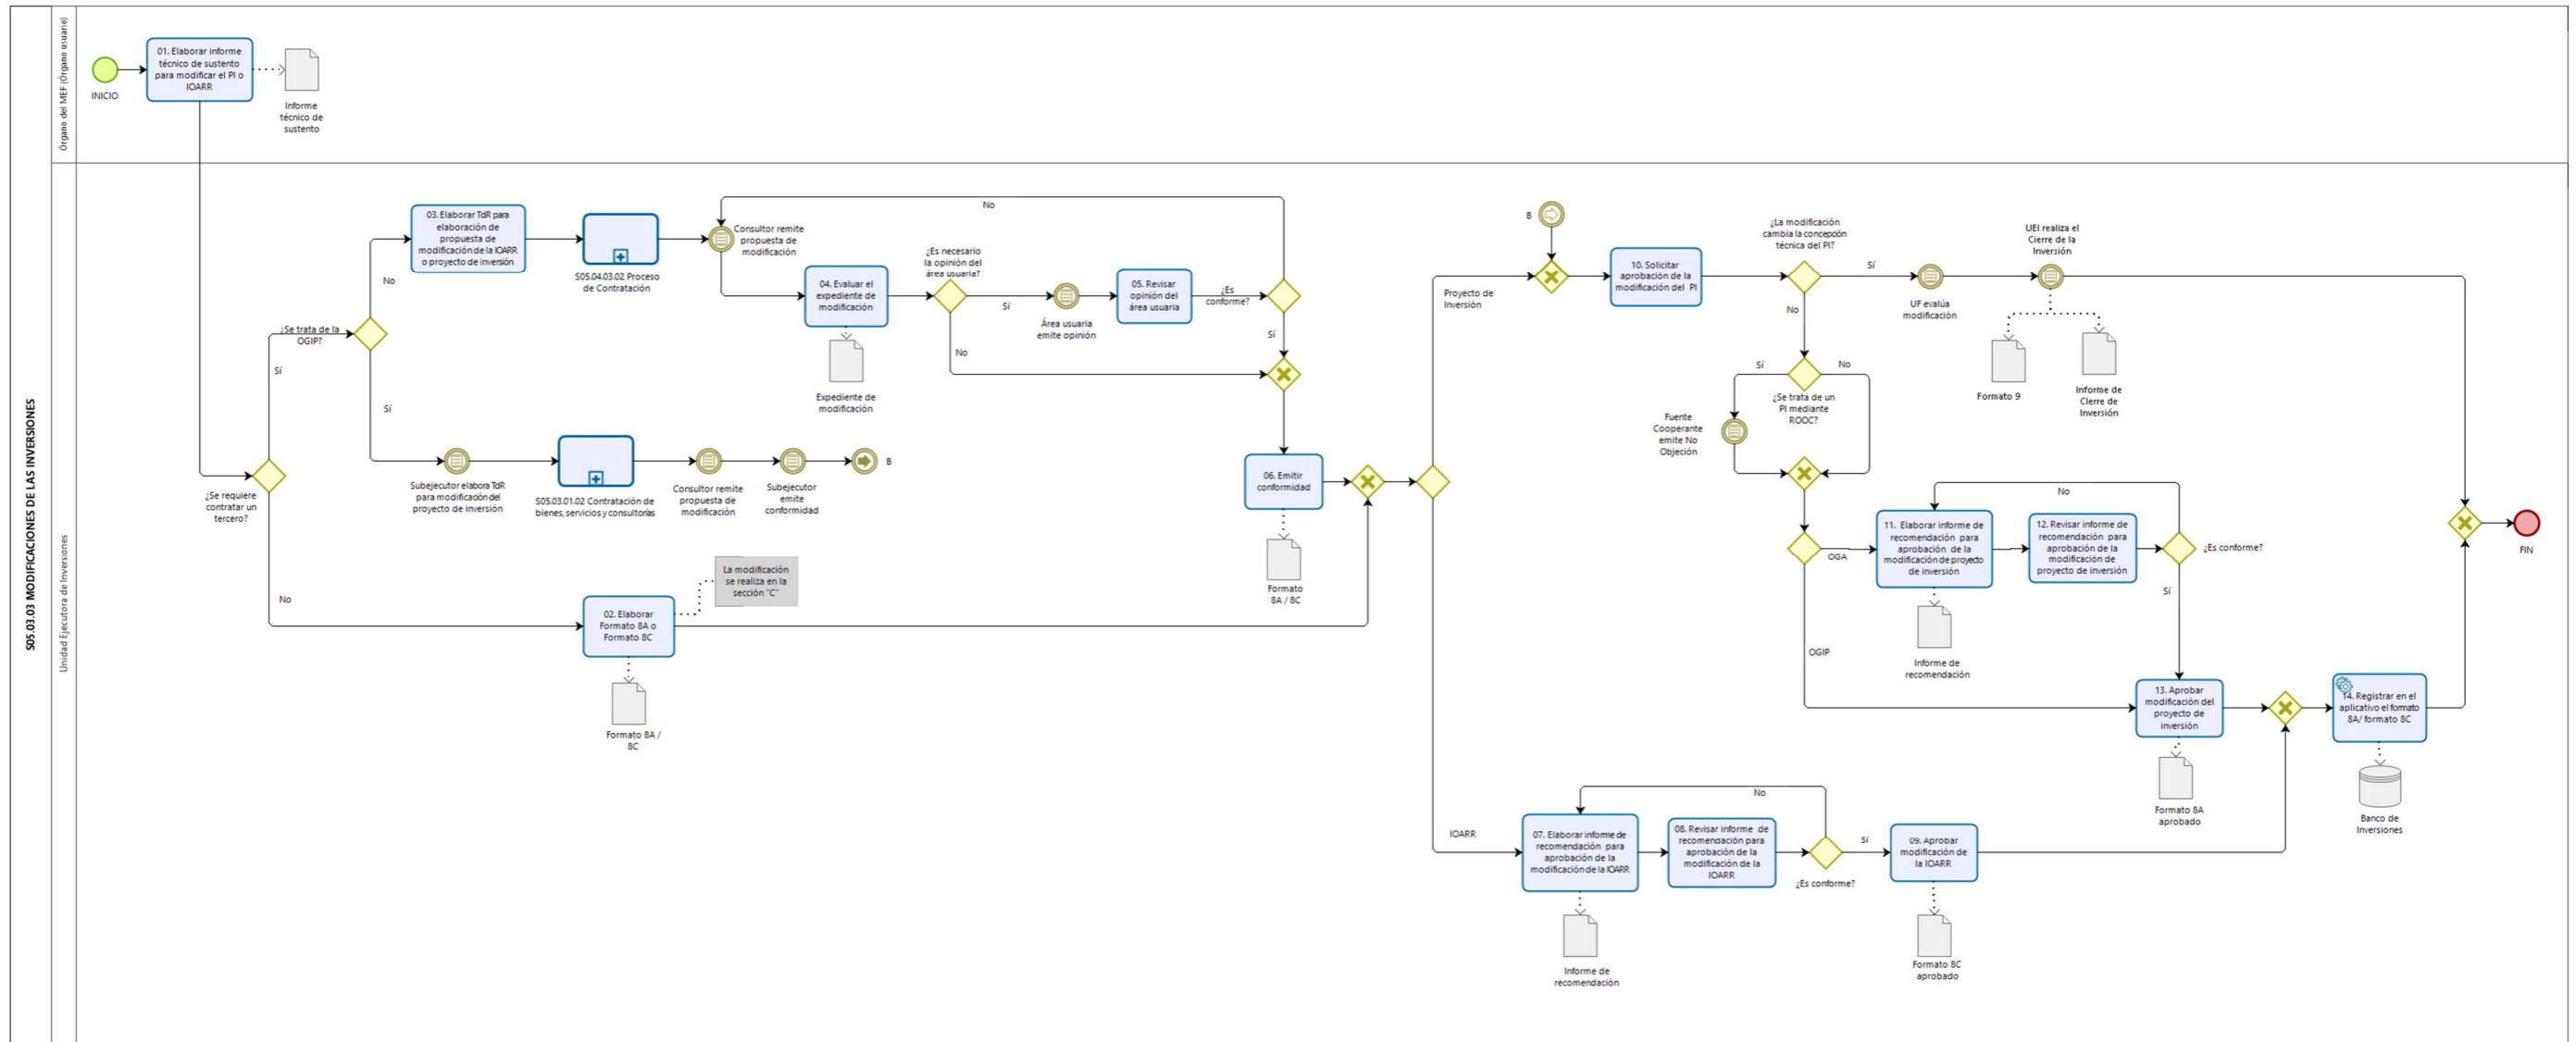 S05.03.03 MODIFICACIONES DE LAS INVERSIONES
Órgano del MEF (Órgano usuario)
INICIO
01. Elaborar informe
técnico de sustento
para modificar el PI o
IOARR
Informe
técnico de
sustento
Unidad Ejecutora de Inversiones
¿Se requiere
contratar un
tercero?
Sí
No
¿Se trata de la
OGIP?
No
Sí
03. Elaborar TdR para
elaboración de
propuesta de
modificación de la IOARR
o proyecto de inversión
S05.04.03.02 Proceso
de Contratación
Consultor remite
propuesta de
modificación
No
04. Evaluar el
expediente de
modificación
Expediente de
modificación
¿Es necesario
la opinión del
área usuaria?
Sí
No
Área usuaria
emite opinión
05. Revisar
opinión del
área usuaria
¿Es
conforme?
Sí
Subejecutor elabora TdR
para modificación del
proyecto de inversión
S05.03.01.02 Contratación de
bienes, servicios y consultorías
Consultor remite
propuesta de
modificación
Subejecutor
emite
conformidad
B
06. Emitir
conformidad
Formato
8A / 8C
La modificación
se realiza en la
sección "C"
02. Elaborar
Formato 8A o
Formato 8C
Formato 8A /
8C
Proyecto de
Inversión
IOARR
B
10. Solicitar
aprobación de la
modificación del PI
¿La modificación
cambia la concepción
técnica del PI?
Sí
No
UF evalúa
modificación
UEI realiza el
Cierre de la
Inversión
Formato 9
Informe de
Cierre de
Inversión
Sí
No
¿Se trata de un
PI mediante
ROOC?
Fuente
Cooperante
emite No
Objeción
OGA
OGIP
11. Elaborar informe de
recomendación para
aprobación de la
modificación de proyecto
de inversión
Informe de
recomendación
12. Revisar informe de
recomendación para
aprobación de la
modificación de
proyecto de inversión
No
¿Es conforme?
Sí
13. Aprobar
modificación del
proyecto de
inversión
Formato 8A
aprobado
14. Registrar en el
aplicativo el formato
8A/ formato 8C
Banco de
Inversiones
FIN
07. Elaborar informe de
recomendación para
aprobación de la
modificación de la IOARR
Informe de
recomendación
08. Revisar informe de
recomendación para
aprobación de la
modificación de la
IOARR
No
¿Es conforme?
Sí
09. Aprobar
modificación de
la IOARR
Formato 8C
aprobado